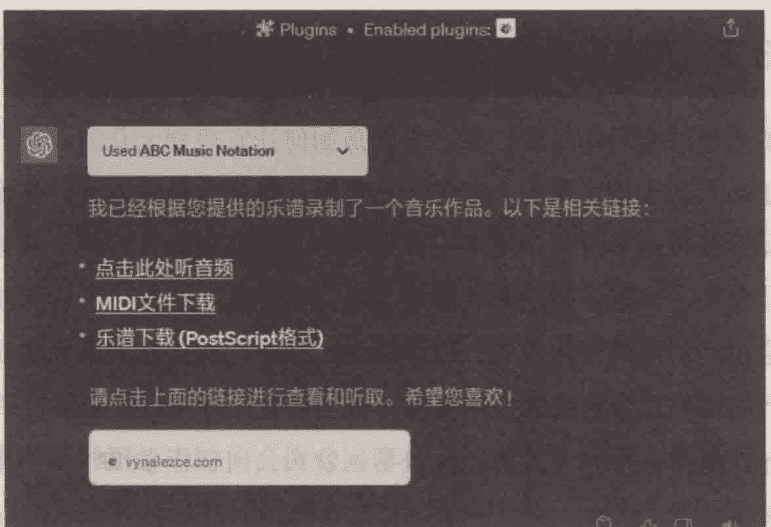 Plugins • Enabled plugins:
Used ABC Music Notation
我已经根据您提供的乐谱录制了一个音乐作品。以下是相关链接：
• 点击此处听音频
• MIDI文件下载
• 乐谱下载 (PostScript格式)
请点击上面的链接进行查看和听取。希望您喜欢！
vynalezce.com